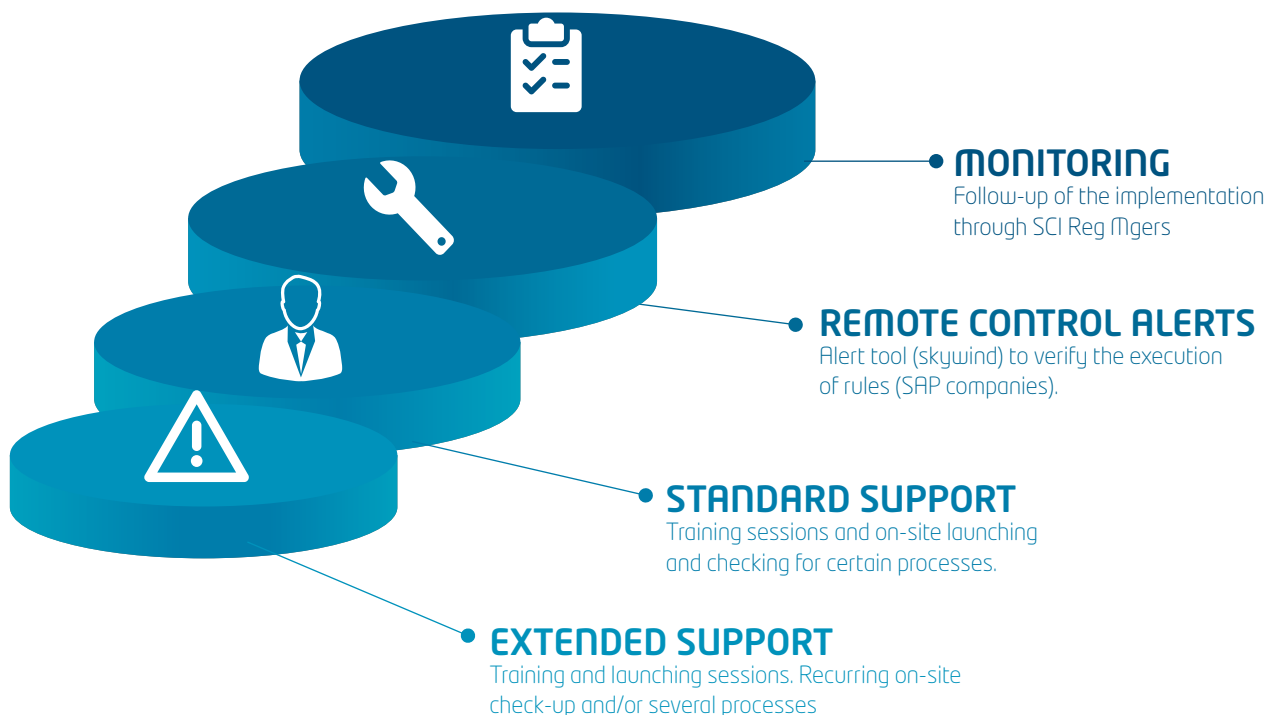 MONITORING
Follow-up of the implementation
through SCI Reg Mgers
REMOTE CONTROL ALERTS
Alert tool (skywind) to verify the execution
of rules (SAP companies).
STANDARD SUPPORT
Training sessions and on-site launching
and checking for certain processes.
EXTENDED SUPPORT
Training and launching sessions. Recurring on-site
check-up and/or several processes